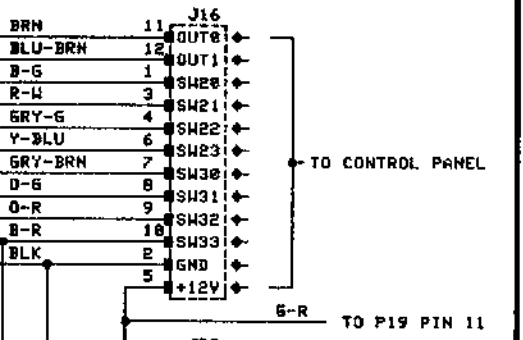 J16
BRN 11 OUT0
BLU-BRN 12 OUT1
B-G 1 SW20
R-W 3 SW21
GRY-G 4 SW22
Y-BLU 6 SW23
GRY-BRN 7 SW30
O-G 8 SW31
O-R 9 SW32
B-R 10 SW33
BLK 2 GND
5 +12V
TO CONTROL PANEL
G-R TO P19 PIN 11